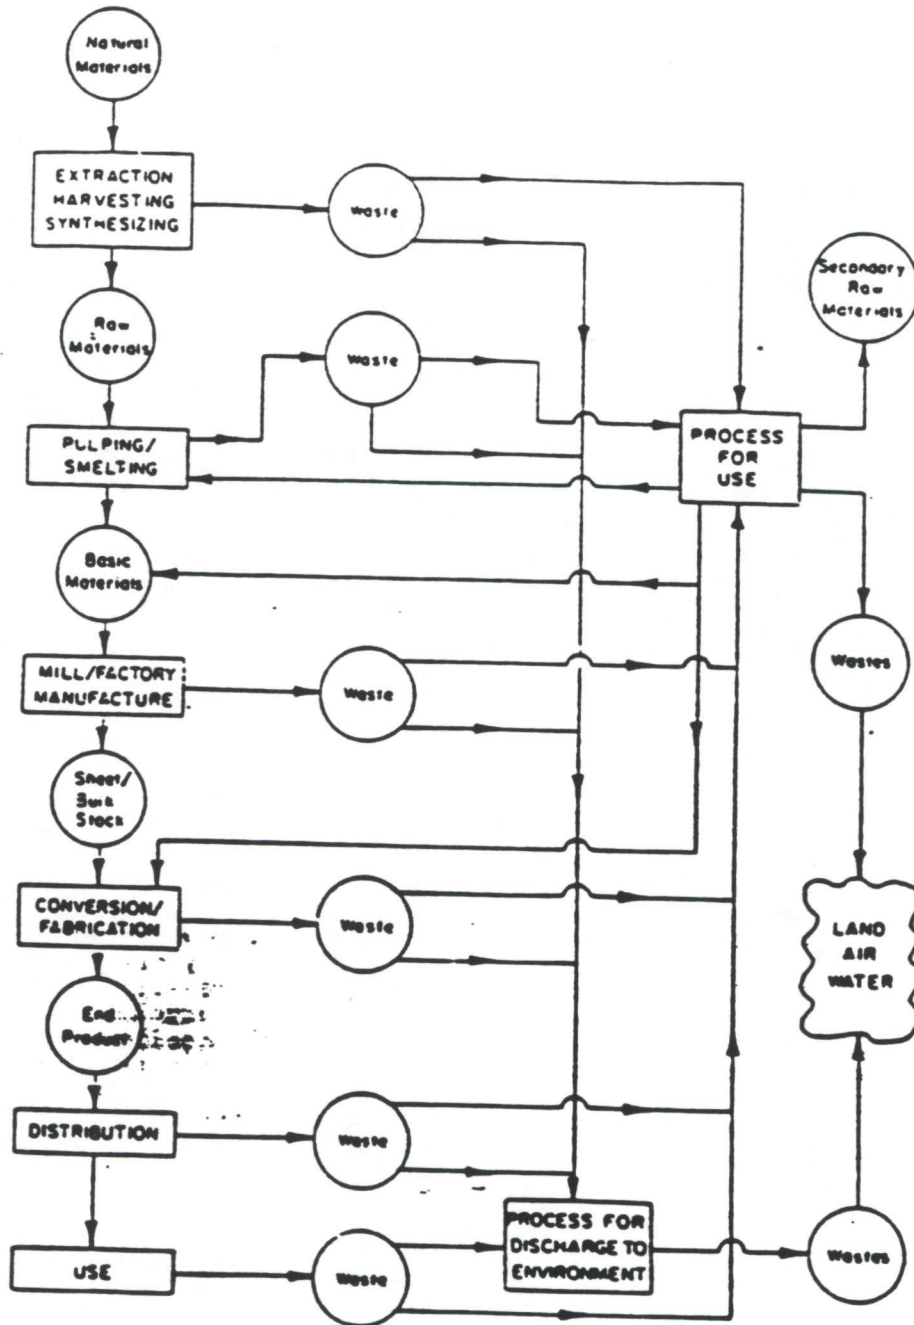 Natural
Materials
EXTRACTION
HARVESTING
SYNTHESIZING
Waste
Raw
Materials
Waste
Secondary
Raw
Materials
PULPING/
SMELTING
PROCESS
FOR
USE
Basic
Materials
MILL/FACTORY
MANUFACTURE
Waste
Wastes
Sheet/
Bulk
Stock
CONVERSION/
FABRICATION
Waste
LAND
AIR
WATER
End
Product
DISTRIBUTION
Waste
PROCESS FOR
DISCHARGE TO
ENVIRONMENT
USE
Waste
Wastes